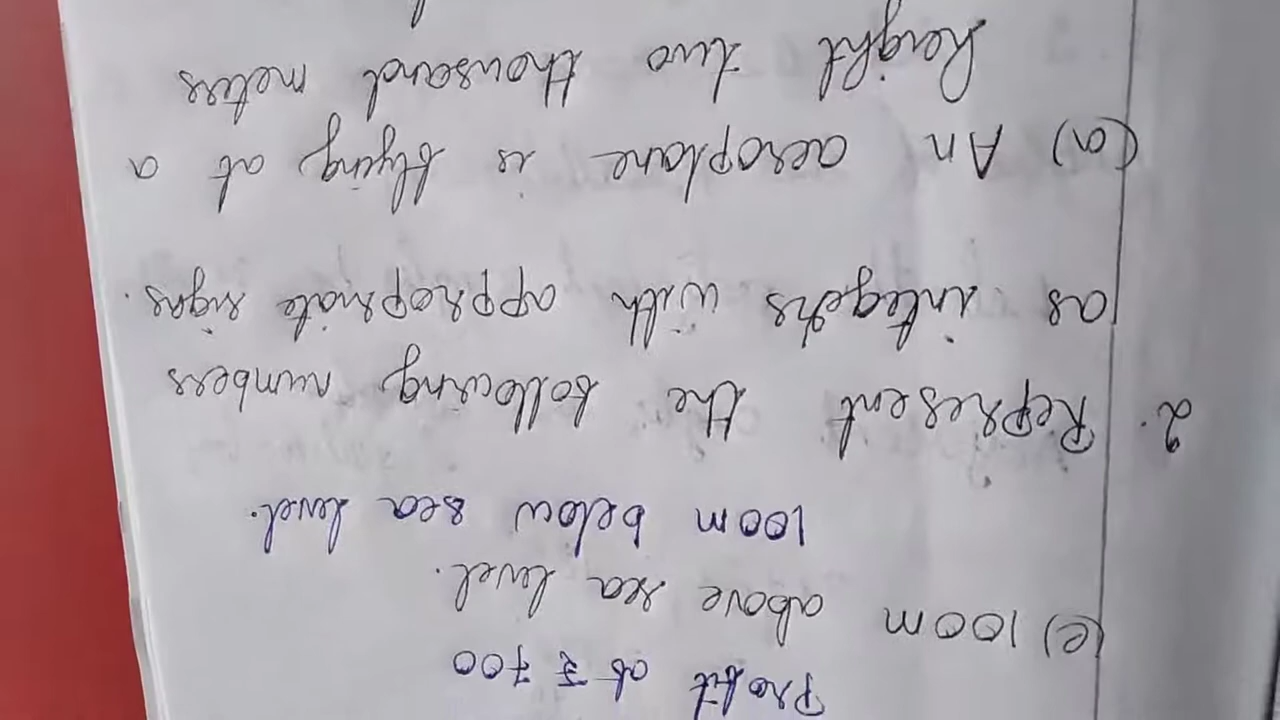 Profit of ₹ 700
(e) 100m above sea level.
100m below sea level.
2. Represent the following numbers
as integers with appropriate signs.
(a) An aeroplane is flying at a
height two thousand meters